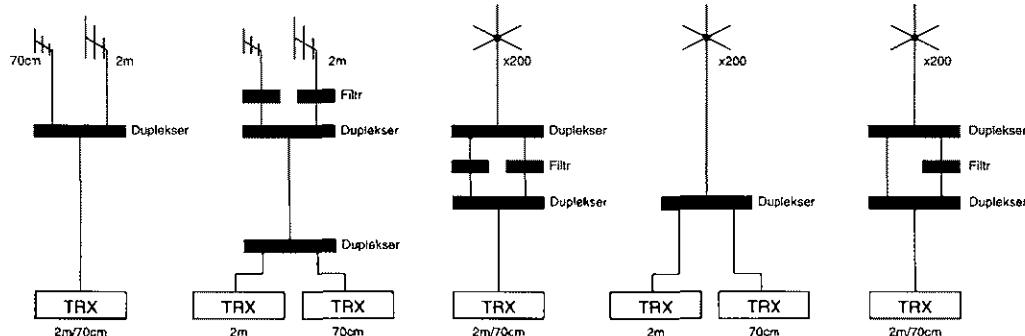 70cm
2m
Duplekser
TRX
2m/70cm
Filtr
Duplekser
Duplekser
TRX
2m
TRX
70cm
x200
Duplekser
Filtr
Duplekser
TRX
2m/70cm
x200
Duplekser
TRX
2m
TRX
70cm
x200
Duplekser
Filtr
Duplekser
TRX
2m/70cm
2m